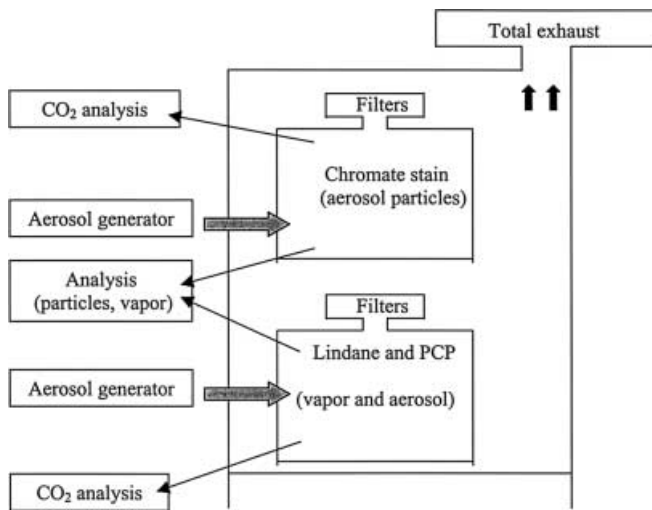 Total exhaust
CO₂ analysis
Filters
Chromate stain
(aerosol particles)
Aerosol generator
Analysis
(particles, vapor)
Filters
Lindane and PCP
Aerosol generator
(vapor and aerosol)
CO₂ analysis